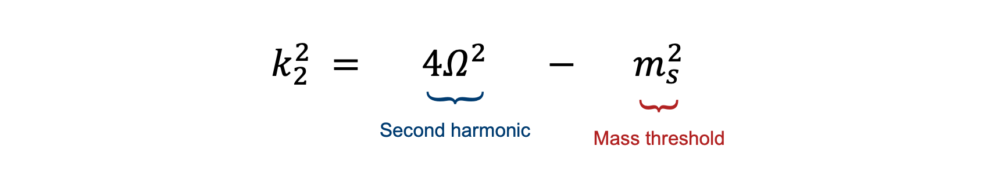 k₂² = 4Ω² − mₛ²
Second harmonic
Mass threshold